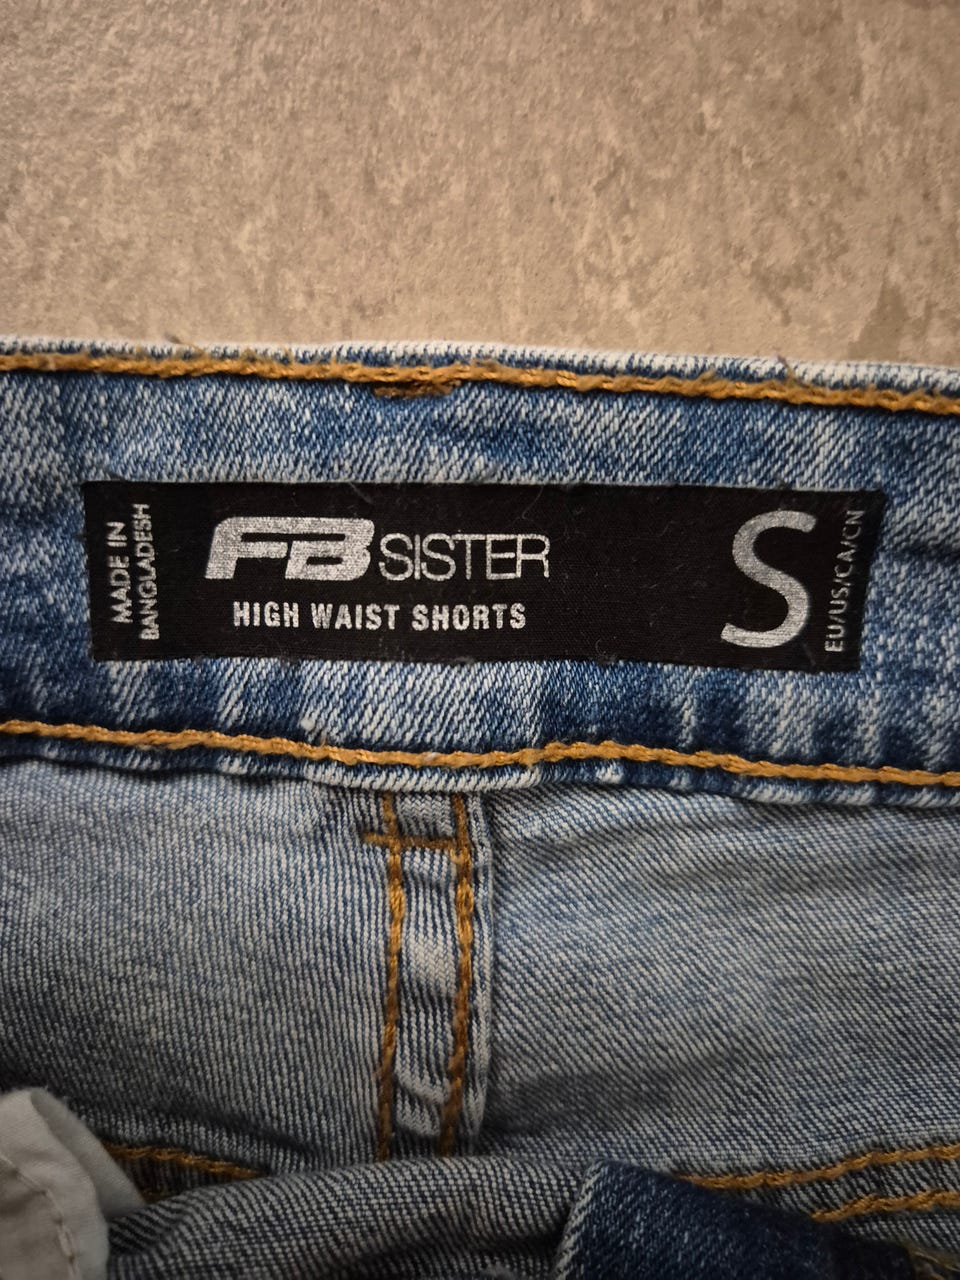 MADE IN
BANGLADESH
FB SISTER
HIGH WAIST SHORTS
S
EU/US/CA/CN